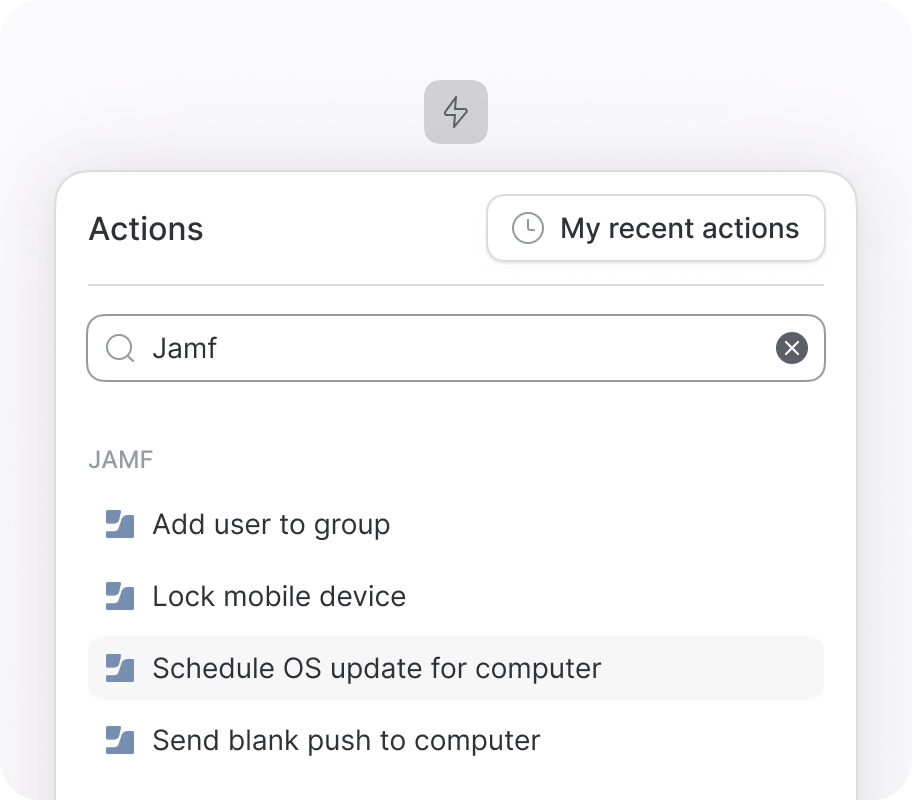 Actions
My recent actions
Jamf
JAMF
Add user to group
Lock mobile device
Schedule OS update for computer
Send blank push to computer